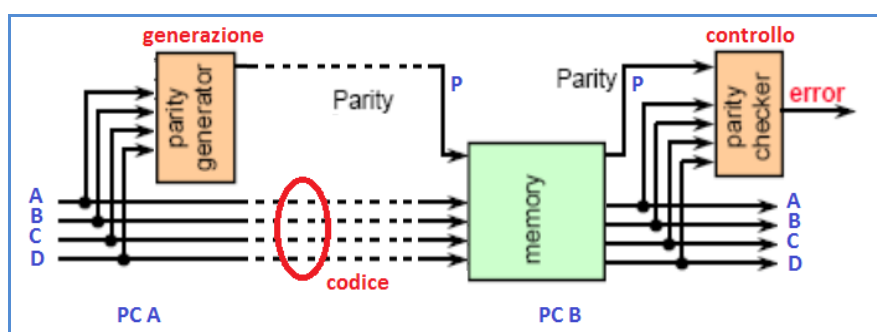 generazione
controllo
parity
generator
Parity
P
Parity
P
parity
checker
error
memory
A
B
C
D
codice
A
B
C
D
PC A
PC B